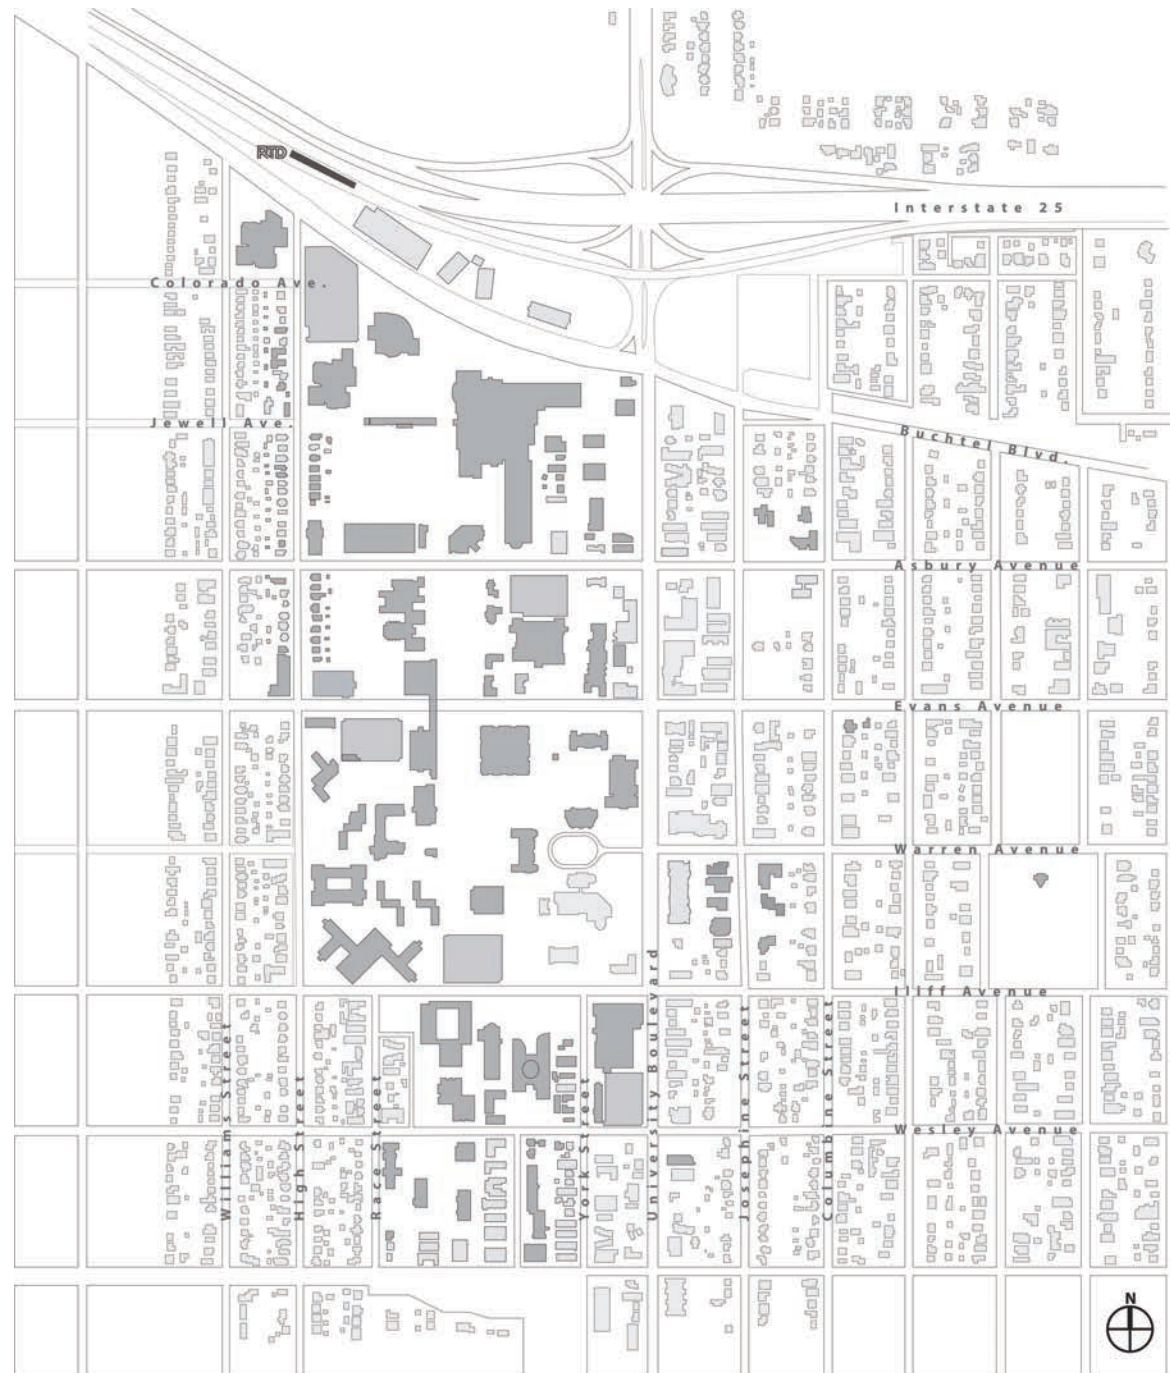 RTD
Interstate 25
Colorado Ave.
Jewell Ave.
Buchtel Blvd.
Asbury Avenue
Evans Avenue
Warren Avenue
Iliff Avenue
Williams Street
High Street
Race Street
York Street
University Boulevard
Josephine Street
Columbine Street
Wesley Avenue
N